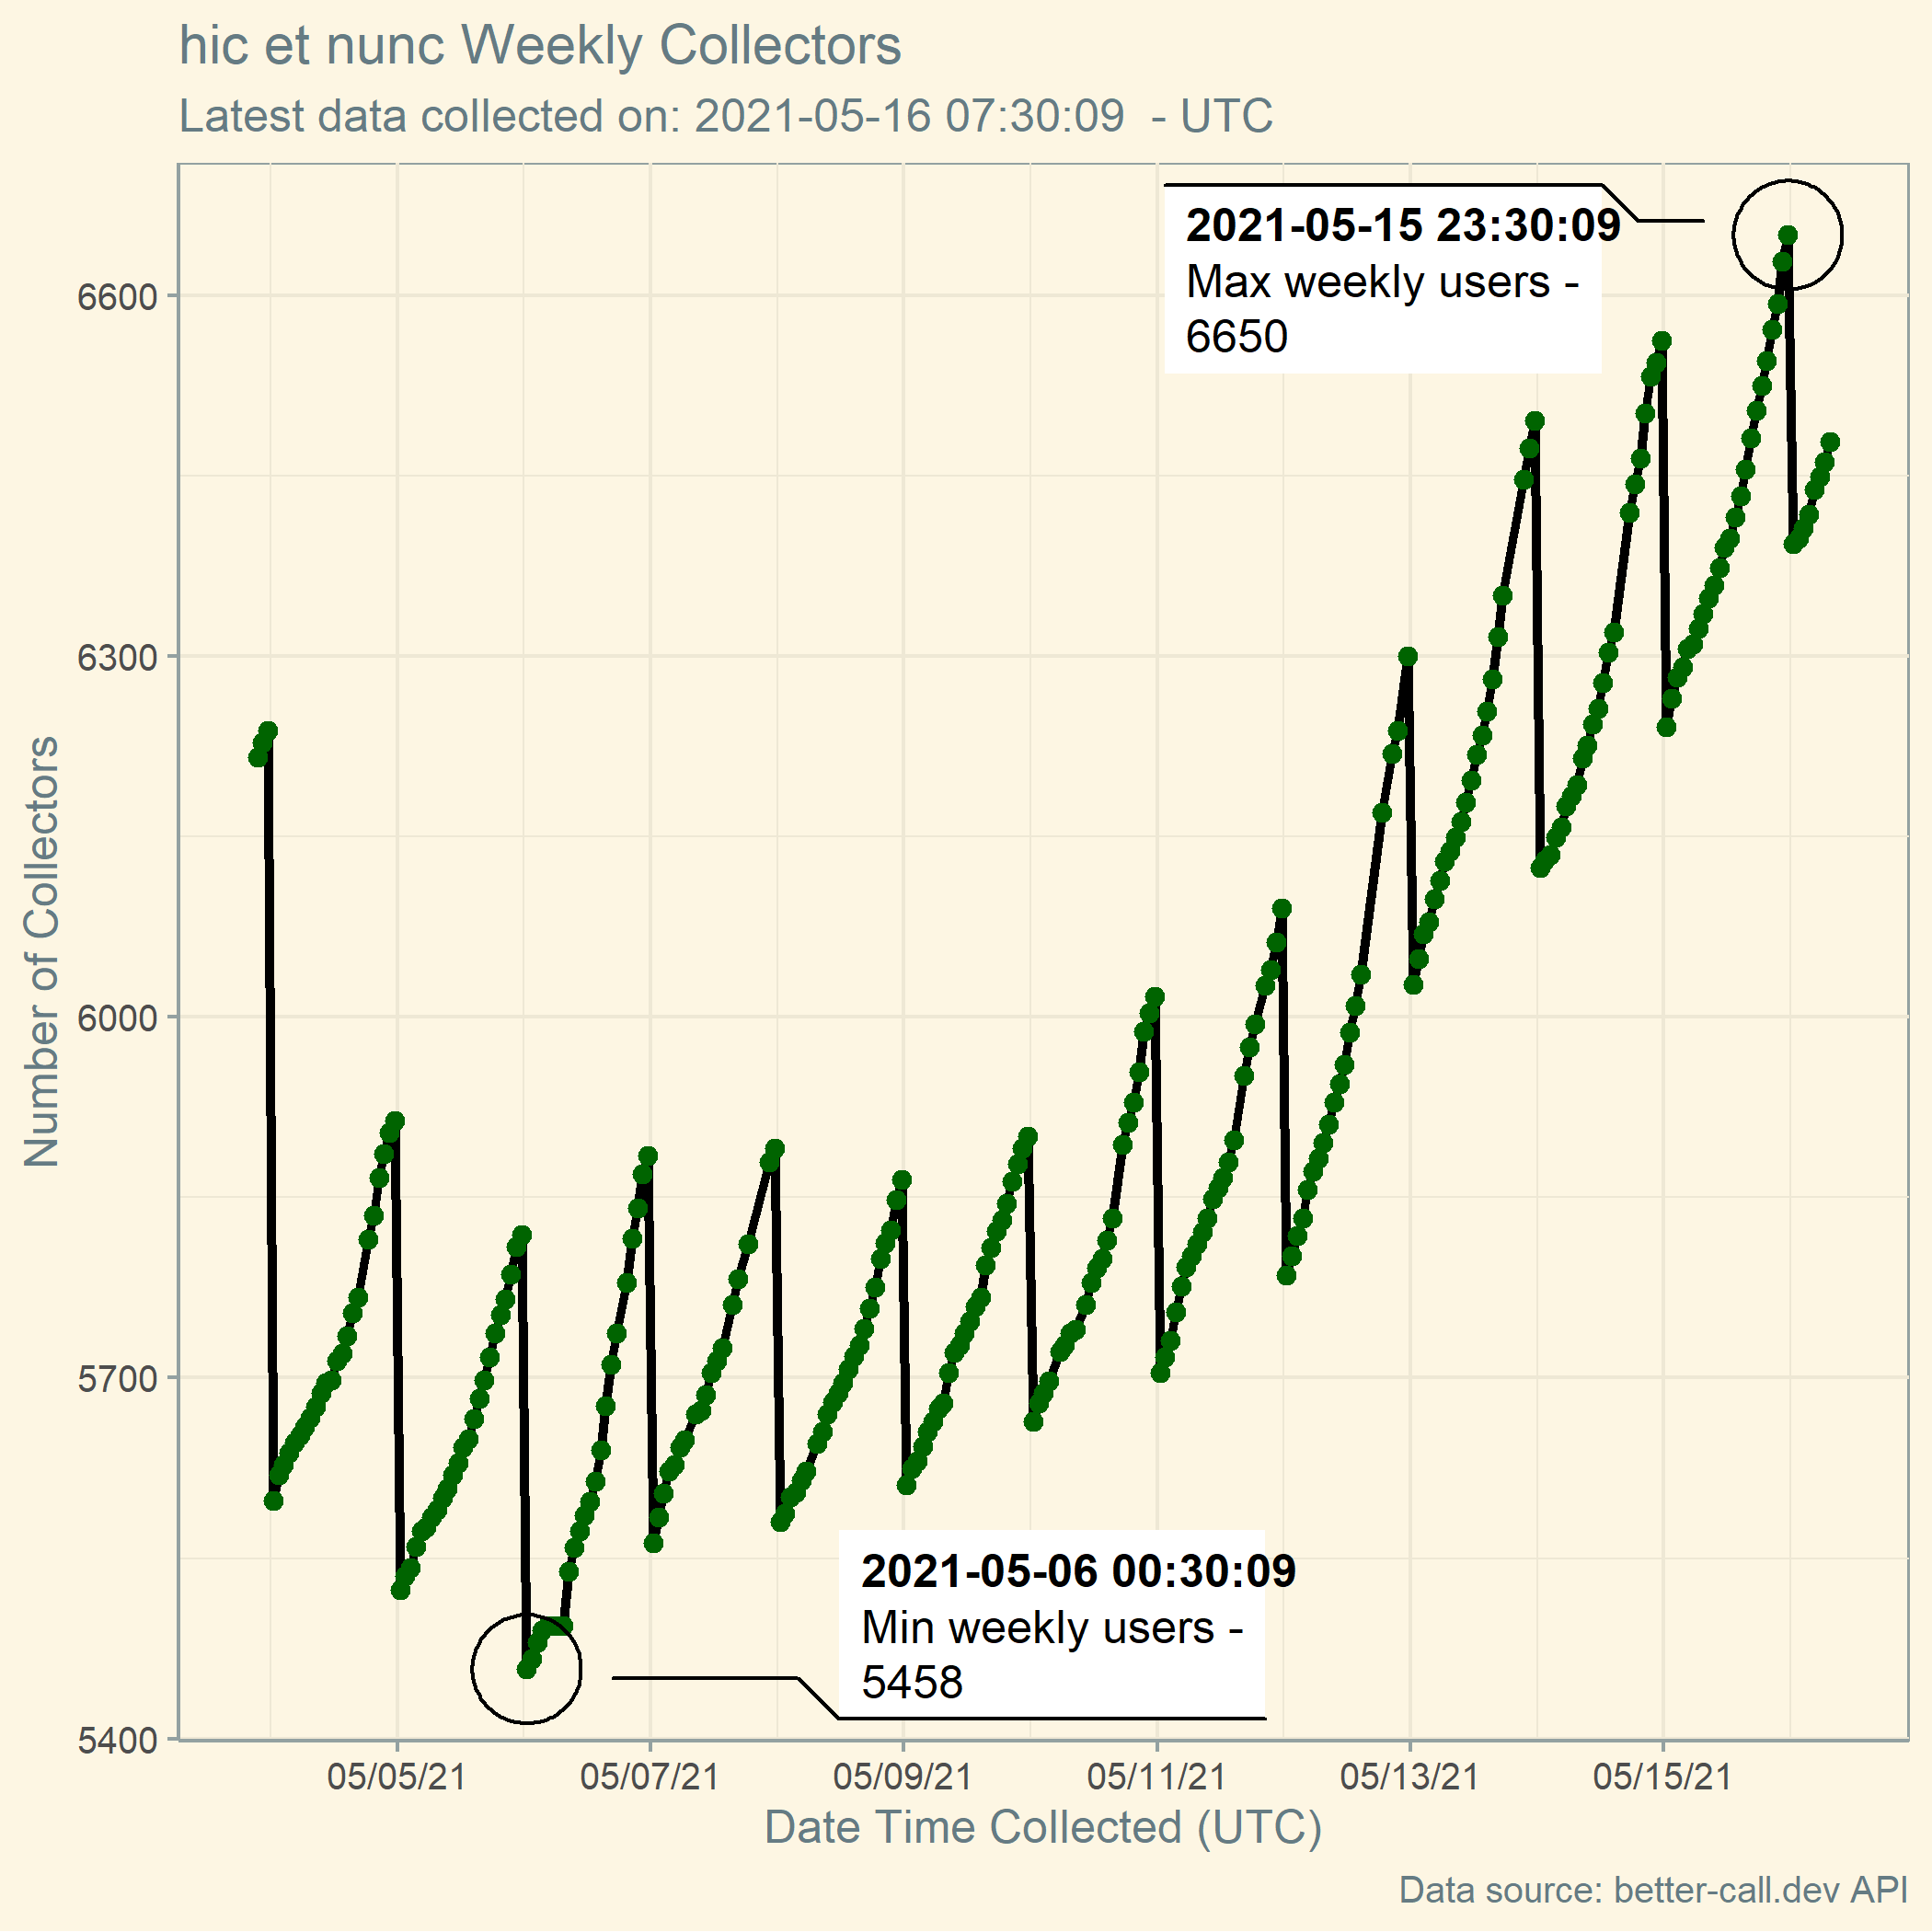 hic et nunc Weekly Collectors
Latest data collected on: 2021-05-16 07:30:09  - UTC
2021-05-15 23:30:09
Max weekly users -
6650
6600
6300
6000
5700
5400
Number of Collectors
2021-05-06 00:30:09
Min weekly users -
5458
05/05/21 05/07/21 05/09/21 05/11/21 05/13/21 05/15/21
Date Time Collected (UTC)
Data source: better-call.dev API